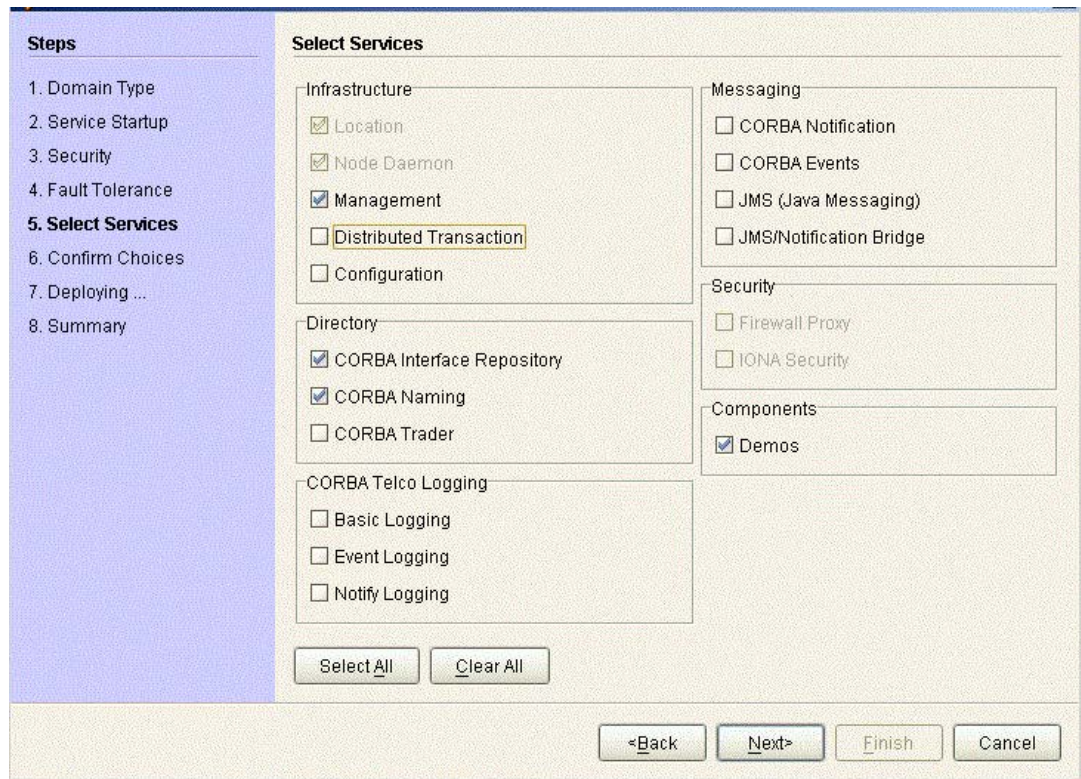 Steps
1. Domain Type
2. Service Startup
3. Security
4. Fault Tolerance
5. Select Services
6. Confirm Choices
7. Deploying ...
8. Summary
Select Services
Infrastructure
Location
Node Daemon
Management
Distributed Transaction
Configuration
Directory
CORBA Interface Repository
CORBA Naming
CORBA Trader
CORBA Telco Logging
Basic Logging
Event Logging
Notify Logging
Messaging
CORBA Notification
CORBA Events
JMS (Java Messaging)
JMS/Notification Bridge
Security
Firewall Proxy
IONA Security
Components
Demos
Select All
Clear All
<Back
Next>
Finish
Cancel